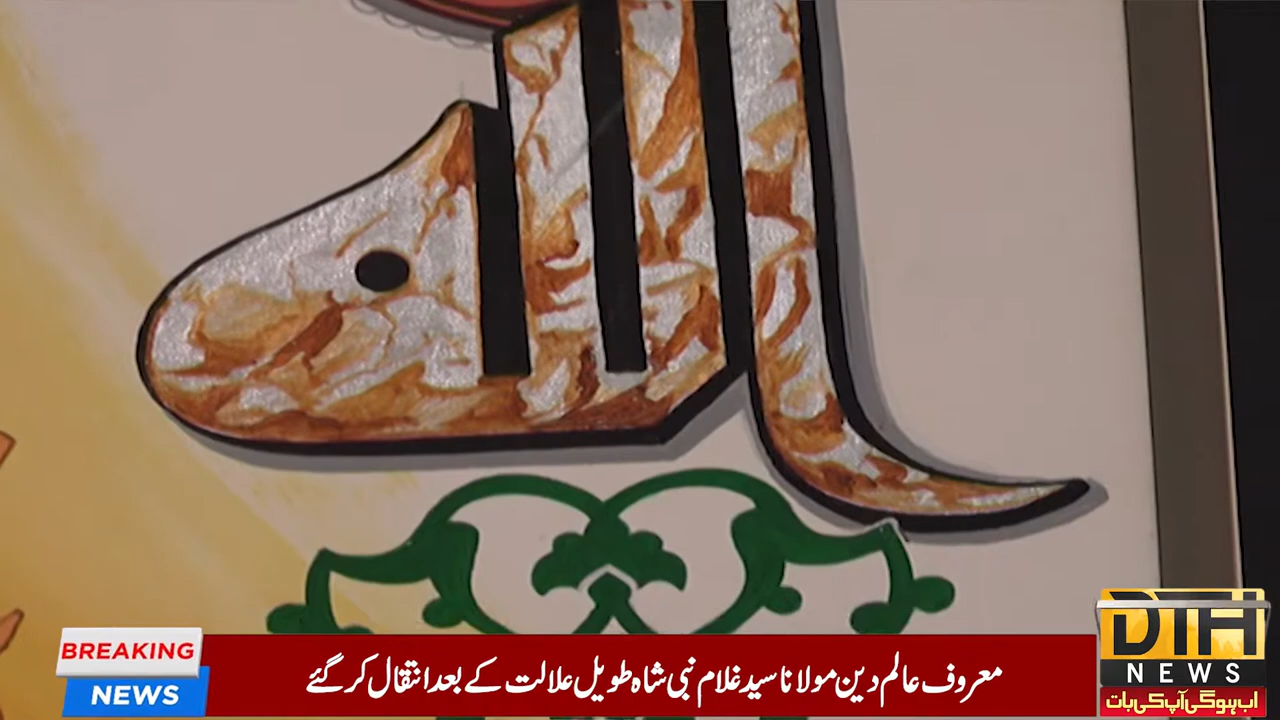 اللہ
BREAKING
NEWS
معروف عالم دین مولانا سید غلام نبی شاہ طویل علالت کے بعد انتقال کر گئے
DTH
NEWS
اب ہوگی آپ کی بات